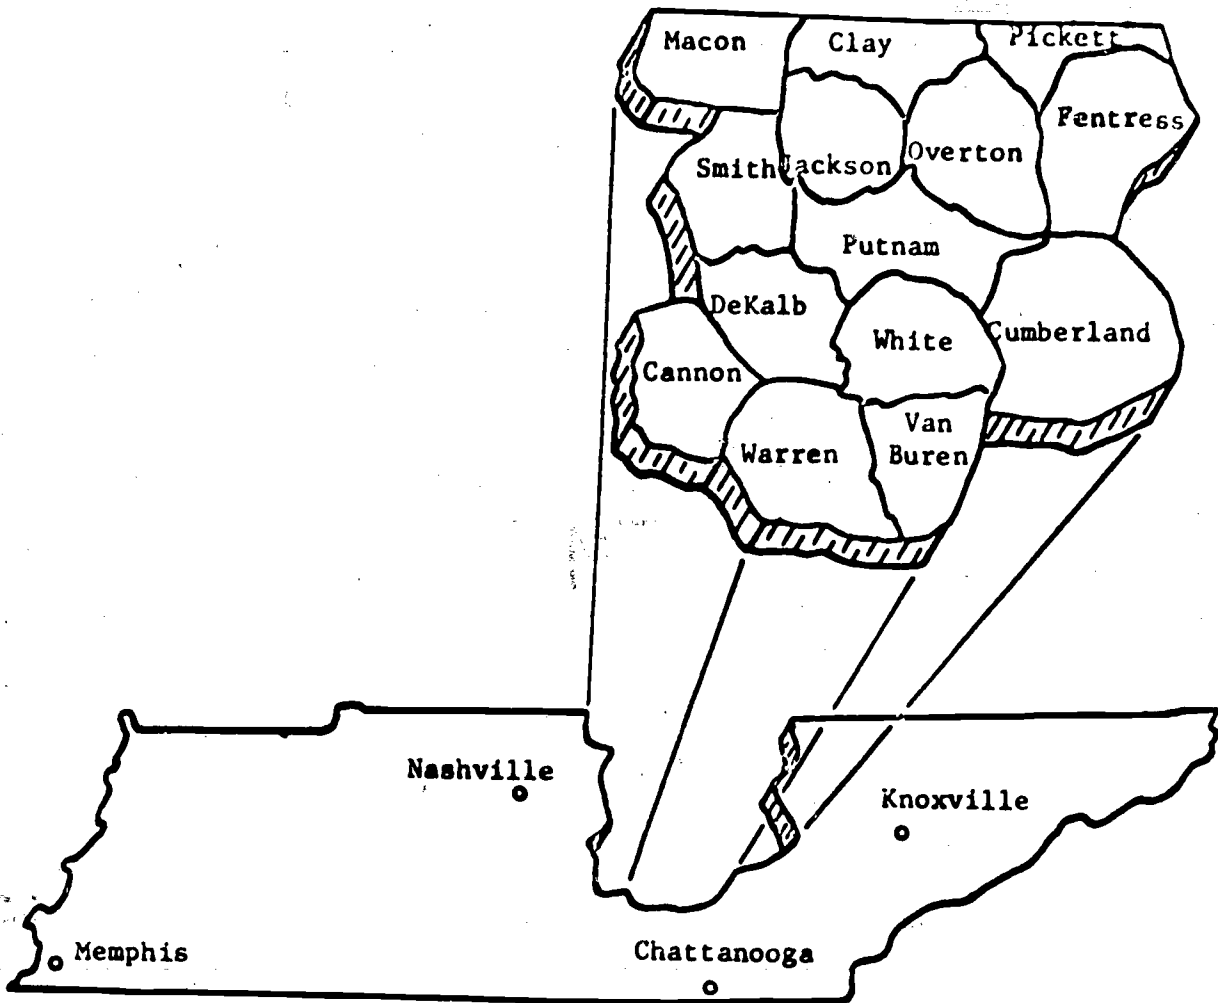 Macon
Clay
Pickett
Fentress
Smith
Jackson
Overton
Putnam
DeKalb
White
Cumberland
Cannon
Van
Buren
Warren
Nashville
Knoxville
Memphis
Chattanooga